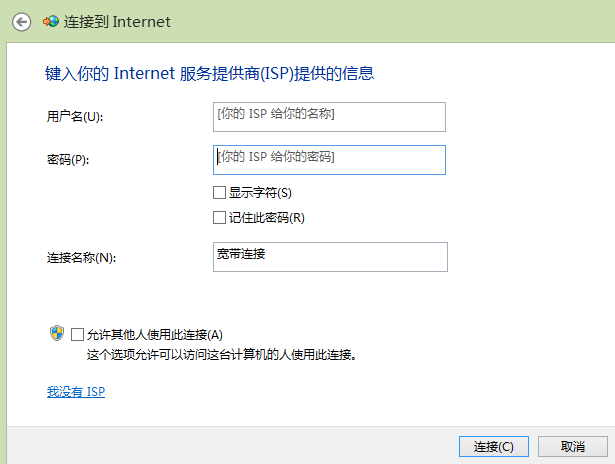 连接到 Internet
键入你的 Internet 服务提供商(ISP)提供的信息
用户名(U):
[你的 ISP 给你的名称]
密码(P):
[你的 ISP 给你的密码]
显示字符(S)
记住此密码(R)
连接名称(N):
宽带连接
允许其他人使用此连接(A)
这个选项允许可以访问这台计算机的人使用此连接。
我没有 ISP
连接(C)
取消